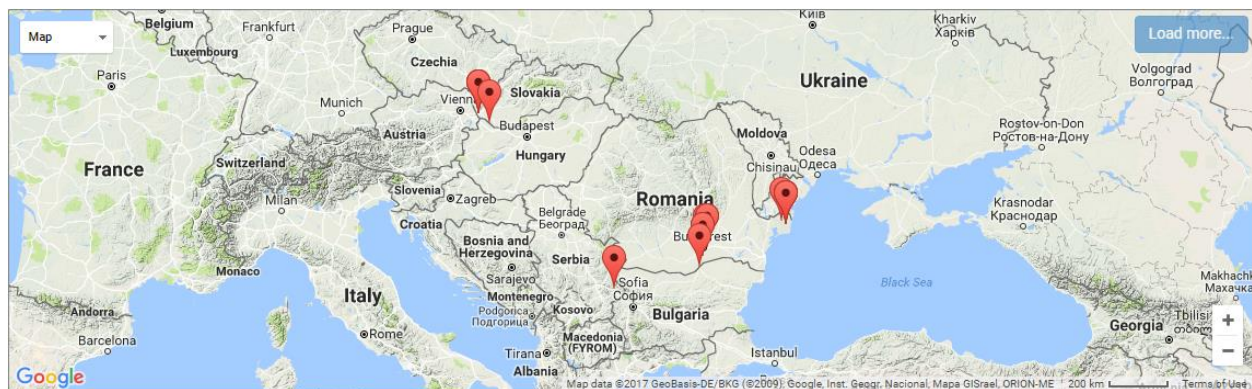 Belgium
Frankfurt
Київ
Kharkiv
Харків
Map
Load more...
Prague
Luxembourg
Czechia
Volgograd
Волгоград
Paris
Ukraine
Slovakia
Vienna
Munich
Rostov-on-Don
Ростов-на-Дону
Budapest
Austria
Moldova
Hungary
Odesa
Одеса
Chisinau
France
Switzerland
Slovenia
Romania
Milan
Zagreb
Krasnodar
Краснодар
Croatia
Belgrade
Београд
Bosnia and
Herzegovina
Serbia
Monaco
Sarajevo
Sofia
София
Black Sea
Makhach
Махачка
Italy
Montenegro
Kosovo
Bulgaria
Andorra
Podgorica
Подгорица
Georgia
Tbilisi
Rome
Macedonia
(FYROM)
Barcelona
Tirana
Istanbul
Albania
Google
Map data ©2017 GeoBasis-DE/BKG (©2009), Google, Inst. Geogr. Nacional, Mapa GISrael, ORION-ME
200 km
Terms of Use